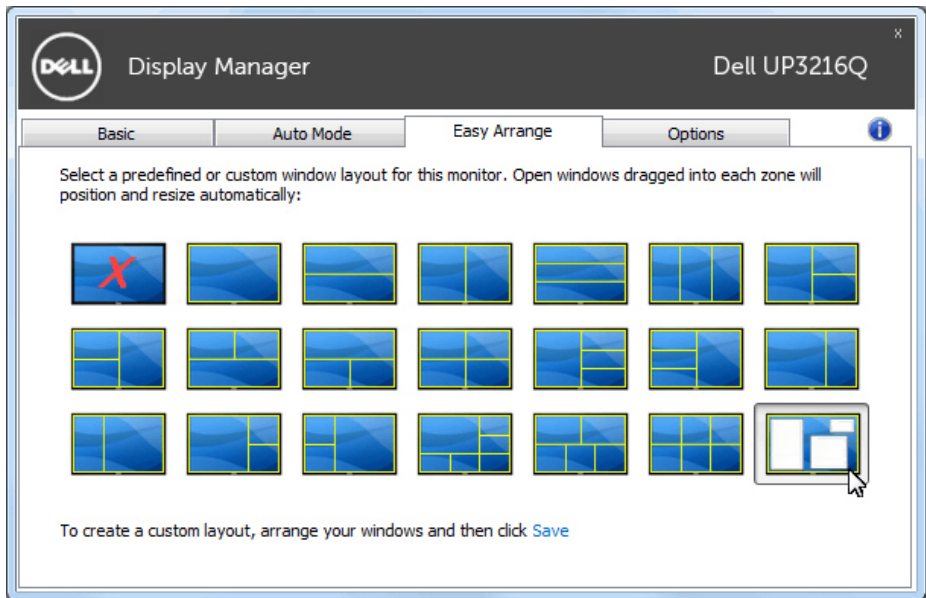 x
DELL
Display Manager
Dell UP3216Q
Basic
Auto Mode
Easy Arrange
Options
i
Select a predefined or custom window layout for this monitor. Open windows dragged into each zone will
position and resize automatically:
X
To create a custom layout, arrange your windows and then click Save